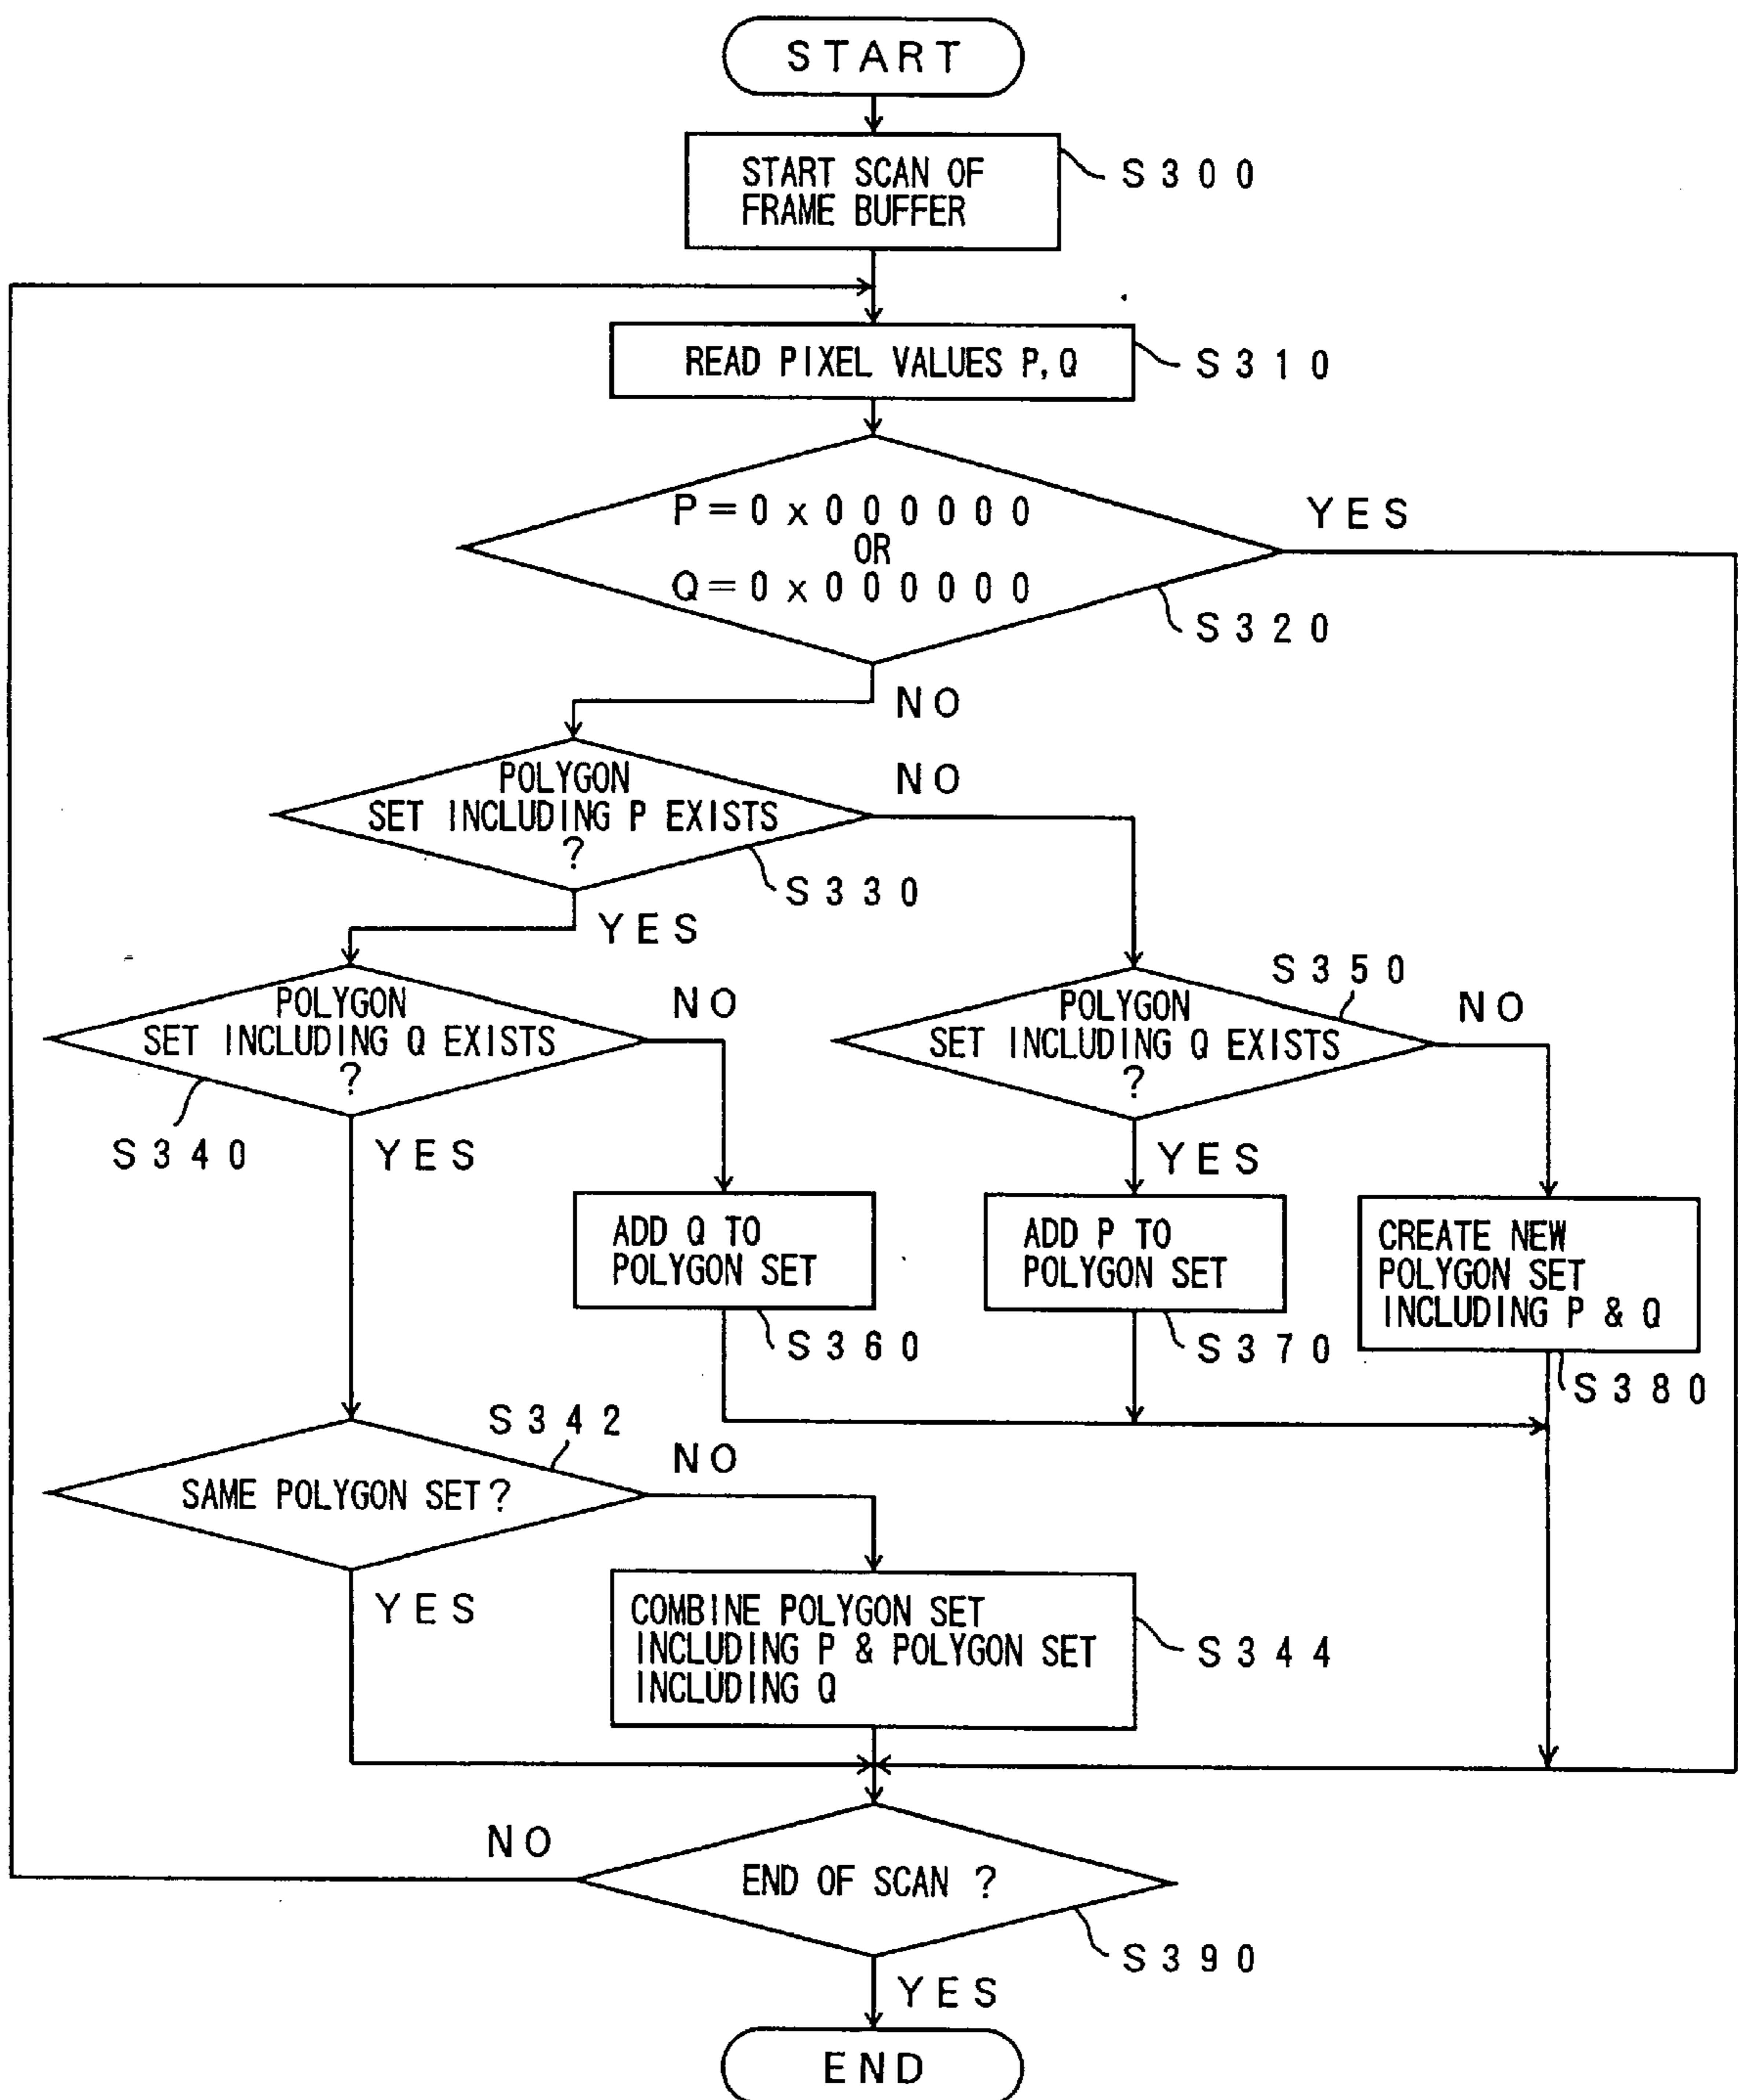 START
START SCAN OF
FRAME BUFFER
S300
READ PIXEL VALUES P,Q
S310
P=0x000000
OR
Q=0x000000
YES
S320
NO
POLYGON
SET INCLUDING P EXISTS
?
NO
S330
YES
POLYGON
SET INCLUDING Q EXISTS
?
NO
S340
YES
S350
POLYGON
SET INCLUDING Q EXISTS
?
NO
YES
ADD Q TO
POLYGON SET
S360
ADD P TO
POLYGON SET
S370
CREATE NEW
POLYGON SET
INCLUDING P & Q
S380
S342
SAME POLYGON SET?
NO
YES
COMBINE POLYGON SET
INCLUDING P & POLYGON SET
INCLUDING Q
S344
NO
END OF SCAN ?
S390
YES
END